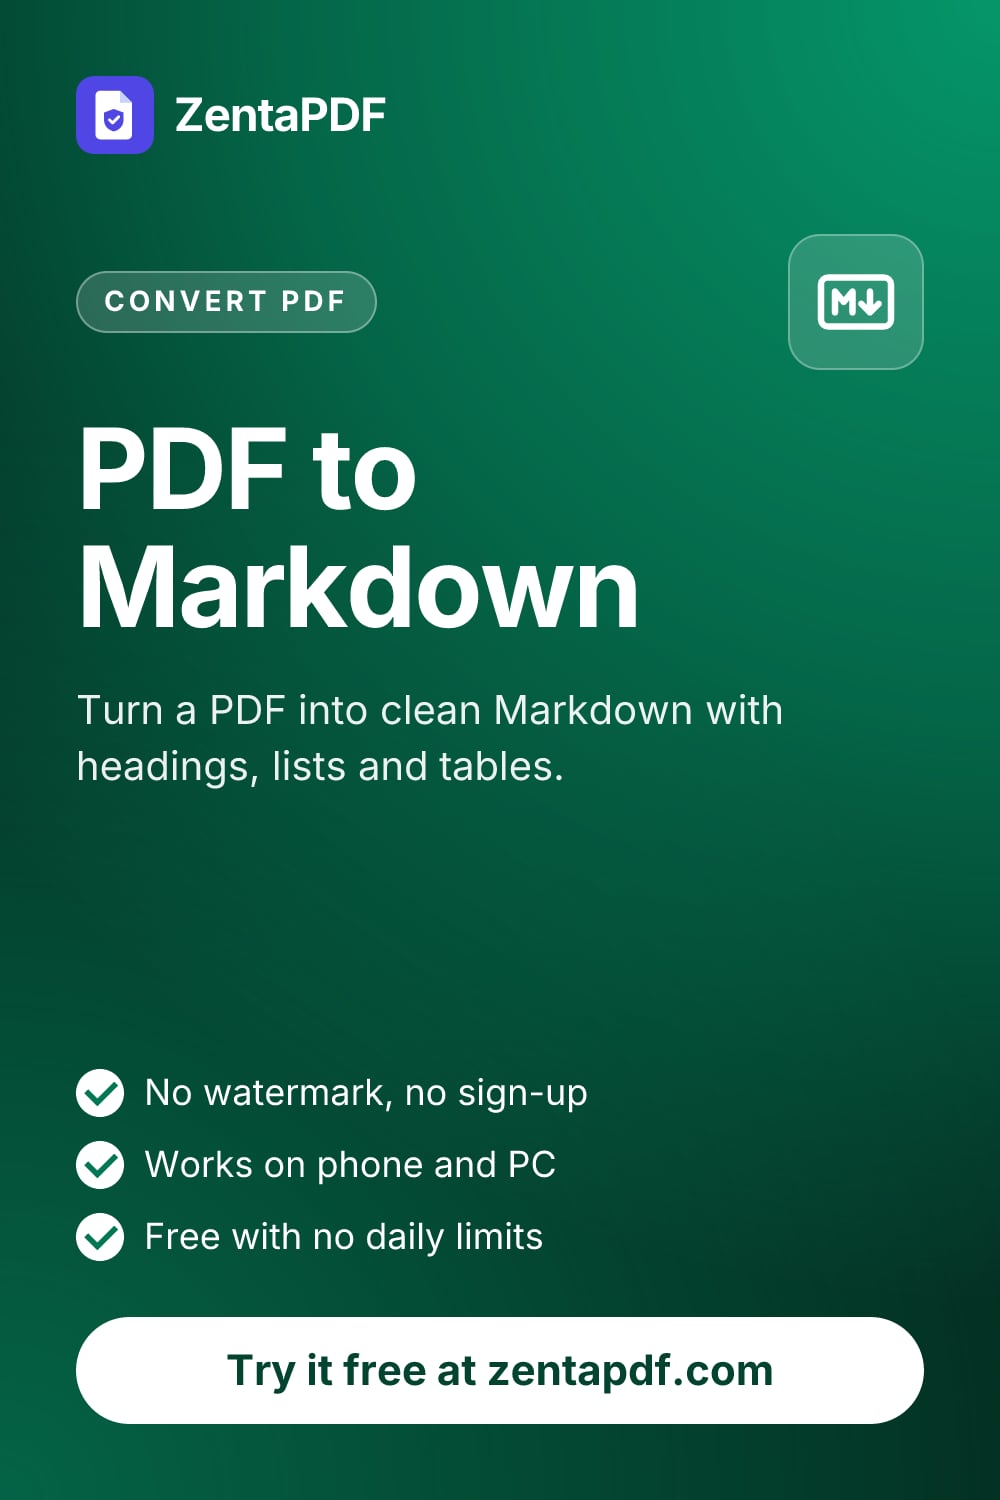 ZentaPDF
CONVERT PDF
M
PDF to
Markdown
Turn a PDF into clean Markdown with
headings, lists and tables.
No watermark, no sign-up
Works on phone and PC
Free with no daily limits
Try it free at zentapdf.com